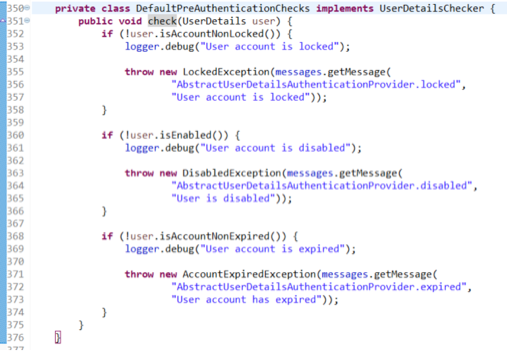 350 private class DefaultPreAuthenticationChecks implements UserDetailsChecker {
351 public void check(UserDetails user) {
352 if (!user.isAccountNonLocked()) {
353 logger.debug("User account is locked");
354
355 throw new LockedException(messages.getMessage(
356 "AbstractUserDetailsAuthenticationProvider.locked",
357 "User account is locked"));
358 }
359
360 if (!user.isEnabled()) {
361 logger.debug("User account is disabled");
362
363 throw new DisabledException(messages.getMessage(
364 "AbstractUserDetailsAuthenticationProvider.disabled",
365 "User is disabled"));
366 }
367
368 if (!user.isAccountNonExpired()) {
369 logger.debug("User account is expired");
370
371 throw new AccountExpiredException(messages.getMessage(
372 "AbstractUserDetailsAuthenticationProvider.expired",
373 "User account has expired"));
374 }
375 }
376 }
377